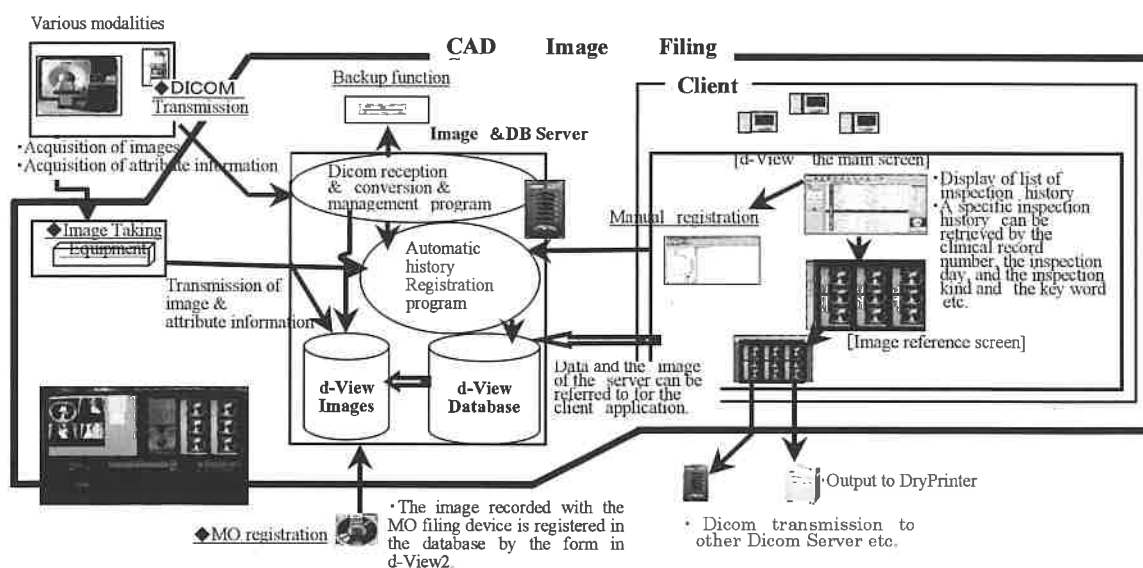 Various modalities
CAD Image Filing
◆DICOM
Transmission
Backup function
Client
Image &DB Server
・Acquisition of images
・Acquisition of attribute information
Dicom reception
& conversion &
management program
[d-View the main screen]
・Display of list of
inspection history
・A specific inspection
history can be
retrieved by the
clinical record
number, the inspection
day, and the inspection
kind and the key word
etc.
Manual registration
◆Image Taking
Equipment
Automatic
history
Registration
program
Transmission of
image &
attribute information
[Image reference screen]
d-View
Images
d-View
Database
Data and the image
of the server can be
referred to for the
client application.
◆MO registration
・The image recorded with the
MO filing device is registered in
the database by the form in
d-View2.
・Output to DryPrinter
・Dicom transmission to
other Dicom Server etc.